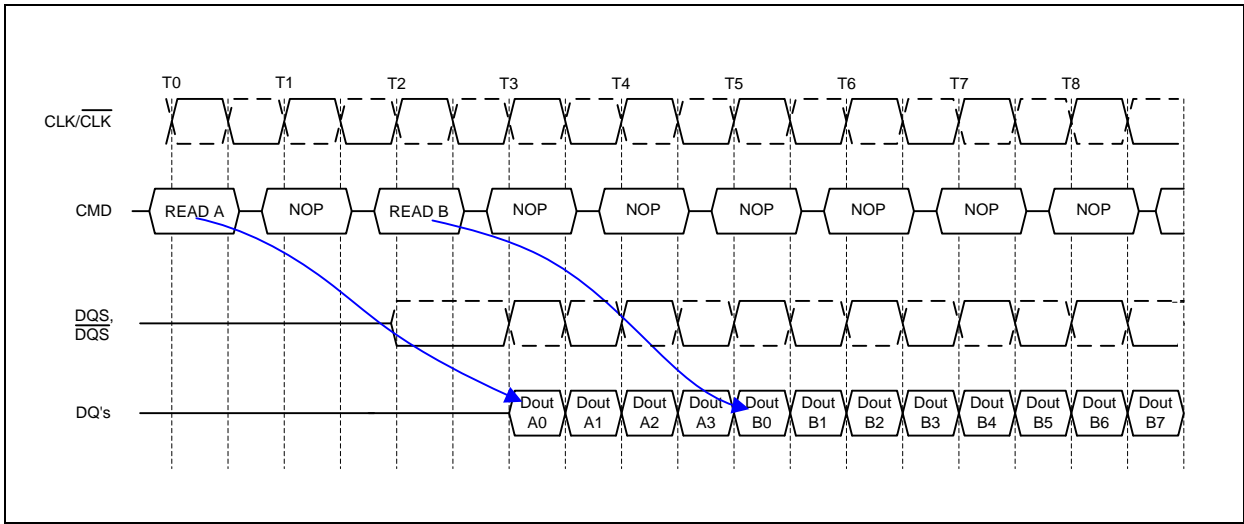 T0 T1 T2 T3 T4 T5 T6 T7 T8
CLK/CLK
CMD READ A NOP READ B NOP NOP NOP NOP NOP NOP
DQS,
DQS
DQ's
Dout Dout Dout Dout Dout Dout Dout Dout Dout Dout Dout Dout
A0 A1 A2 A3 B0 B1 B2 B3 B4 B5 B6 B7